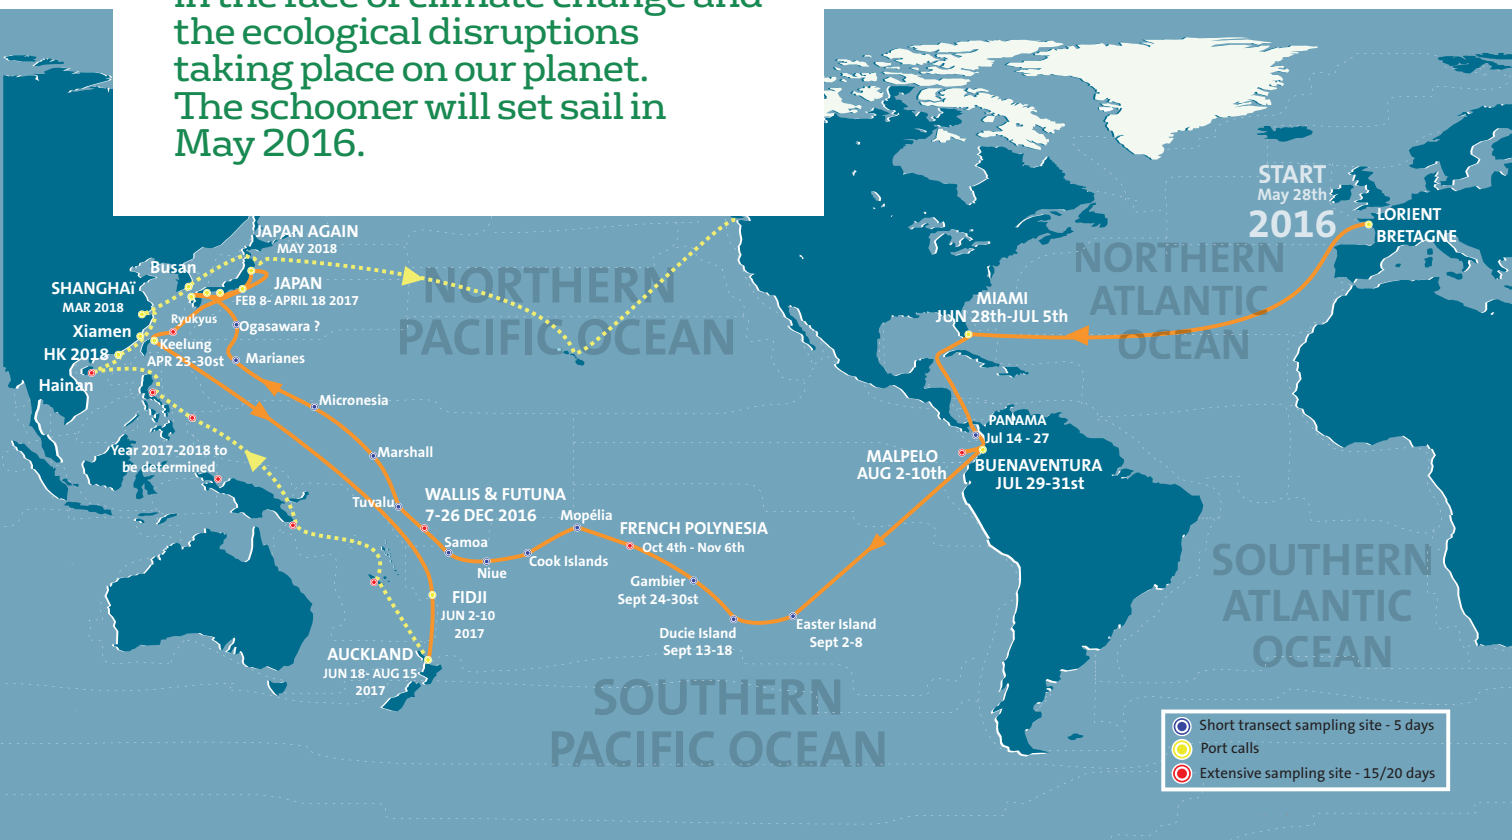 in the face of climate change and
the ecological disruptions
taking place on our planet.
The schooner will set sail in
May 2016.
START
May 28th
2016
LORIENT
BRETAGNE
NORTHERN
ATLANTIC
OCEAN
MIAMI
JUN 28th-JUL 5th
PANAMA
Jul 14 - 27
MALPELO
AUG 2-10th
BUENAVENTURA
JUL 29-31st
JAPAN AGAIN
MAY 2018
Busan
JAPAN
FEB 8- APRIL 18 2017
SHANGHAÏ
MAR 2018
Ryukyus
Ogasawara ?
Xiamen
Keelung
APR 23-30st
HK 2018
Marianes
Hainan
NORTHERN
PACIFIC OCEAN
Micronesia
Marshall
Year 2017-2018 to
be determined
Tuvalu
WALLIS & FUTUNA
7-26 DEC 2016
Mopélia
Samoa
Niue
Cook Islands
FRENCH POLYNESIA
Oct 4th - Nov 6th
Gambier
Sept 24-30st
Ducie Island
Sept 13-18
Easter Island
Sept 2-8
FIDJI
JUN 2-10
2017
AUCKLAND
JUN 18- AUG 15
2017
SOUTHERN
PACIFIC OCEAN
SOUTHERN
ATLANTIC
OCEAN
Short transect sampling site - 5 days
Port calls
Extensive sampling site - 15/20 days